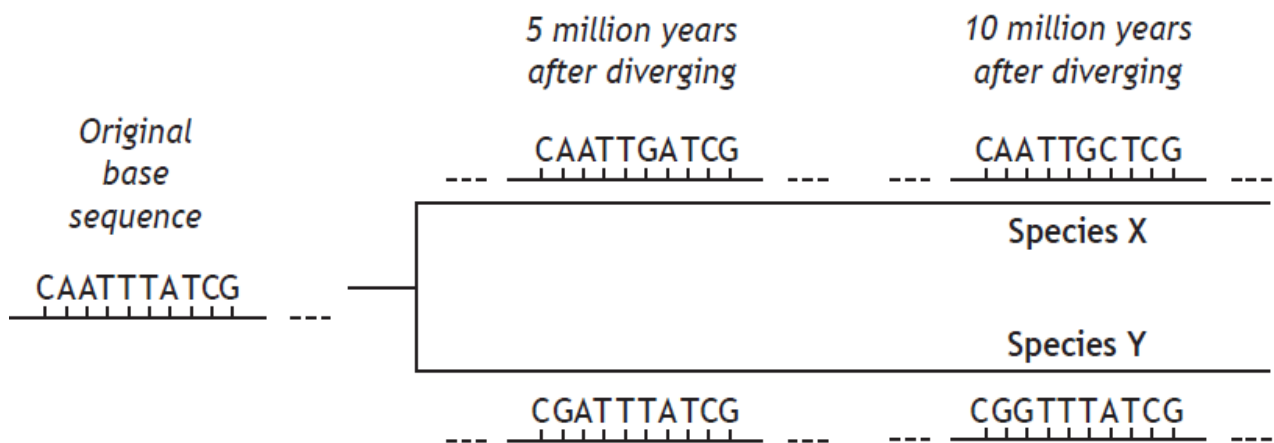 5 million years
after diverging
10 million years
after diverging
Original
base
sequence
CAATTGATCG
CAATTGCTCG
Species X
CAATTTATCG
Species Y
CGATTTATCG
CGGTTTATCG